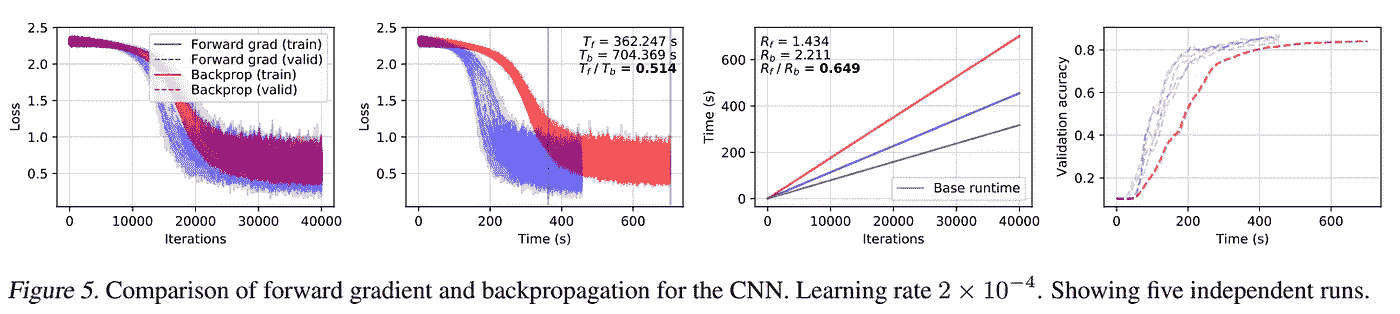 2.5
2.0
1.5
1.0
0.5
Loss
0
10000
20000
30000
40000
Iterations
Forward grad (train)
Forward grad (valid)
Backprop (train)
Backprop (valid)
2.5
2.0
1.5
1.0
0.5
Loss
0
200
400
600
Time (s)
T_f = 362.247 s
T_b = 704.369 s
T_f / T_b = 0.514
600
400
200
0
Time (s)
0
10000
20000
30000
40000
Iterations
R_f = 1.434
R_b = 2.211
R_f / R_b = 0.649
Base runtime
0.8
0.6
0.4
0.2
Validation acuracy
0
200
400
600
Time (s)
Figure 5. Comparison of forward gradient and backpropagation for the CNN. Learning rate 2 × 10⁻⁴. Showing five independent runs.